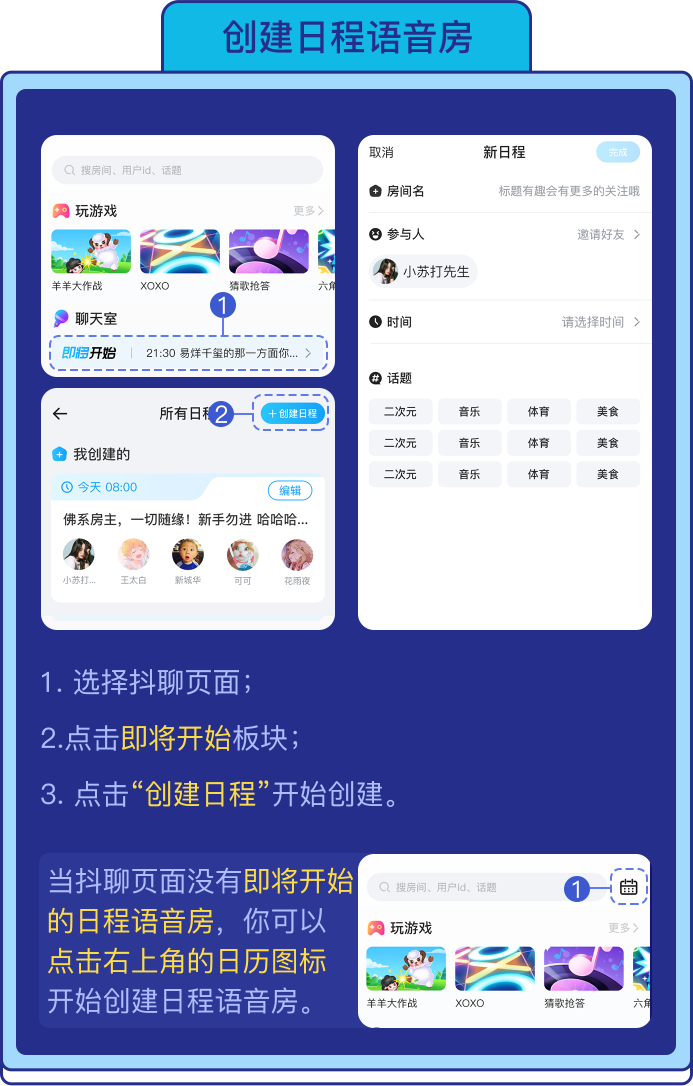 创建日程语音房
搜房间、用户id、话题
玩游戏
更多
羊羊大作战
XOXO
猜歌抢答
六角
聊天室
1
即将开始
21:30 易烊千玺的那一方面你...
所有日程
2
+ 创建日程
我创建的
今天 08:00
编辑
佛系房主，一切随缘！新手勿进 哈哈哈...
小苏打...
王太白
新城华
可可
花雨夜
取消
新日程
完成
房间名
标题有趣会有更多的关注哦
参与人
邀请好友
小苏打先生
时间
请选择时间
话题
二次元 音乐 体育 美食
二次元 音乐 体育 美食
二次元 音乐 体育 美食
1. 选择抖聊页面；
2.点击即将开始板块；
3. 点击“创建日程”开始创建。
当抖聊页面没有即将开始
的日程语音房，你可以
点击右上角的日历图标
开始创建日程语音房。
搜房间、用户id、话题
1
玩游戏
更多
羊羊大作战
XOXO
猜歌抢答
六角